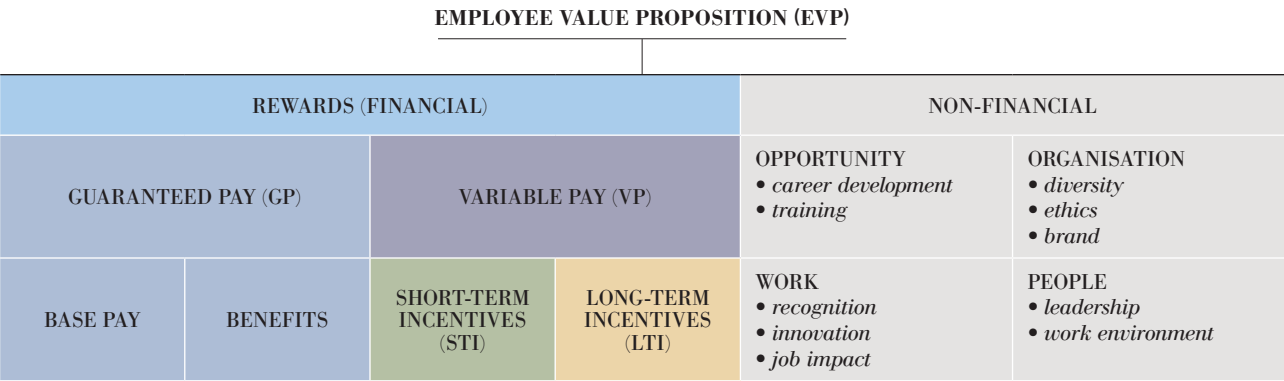 EMPLOYEE VALUE PROPOSITION (EVP)
REWARDS (FINANCIAL)
NON-FINANCIAL
GUARANTEED PAY (GP)
VARIABLE PAY (VP)
OPPORTUNITY
• career development
• training
ORGANISATION
• diversity
• ethics
• brand
BASE PAY
BENEFITS
SHORT-TERM
INCENTIVES
(STI)
LONG-TERM
INCENTIVES
(LTI)
WORK
• recognition
• innovation
• job impact
PEOPLE
• leadership
• work environment